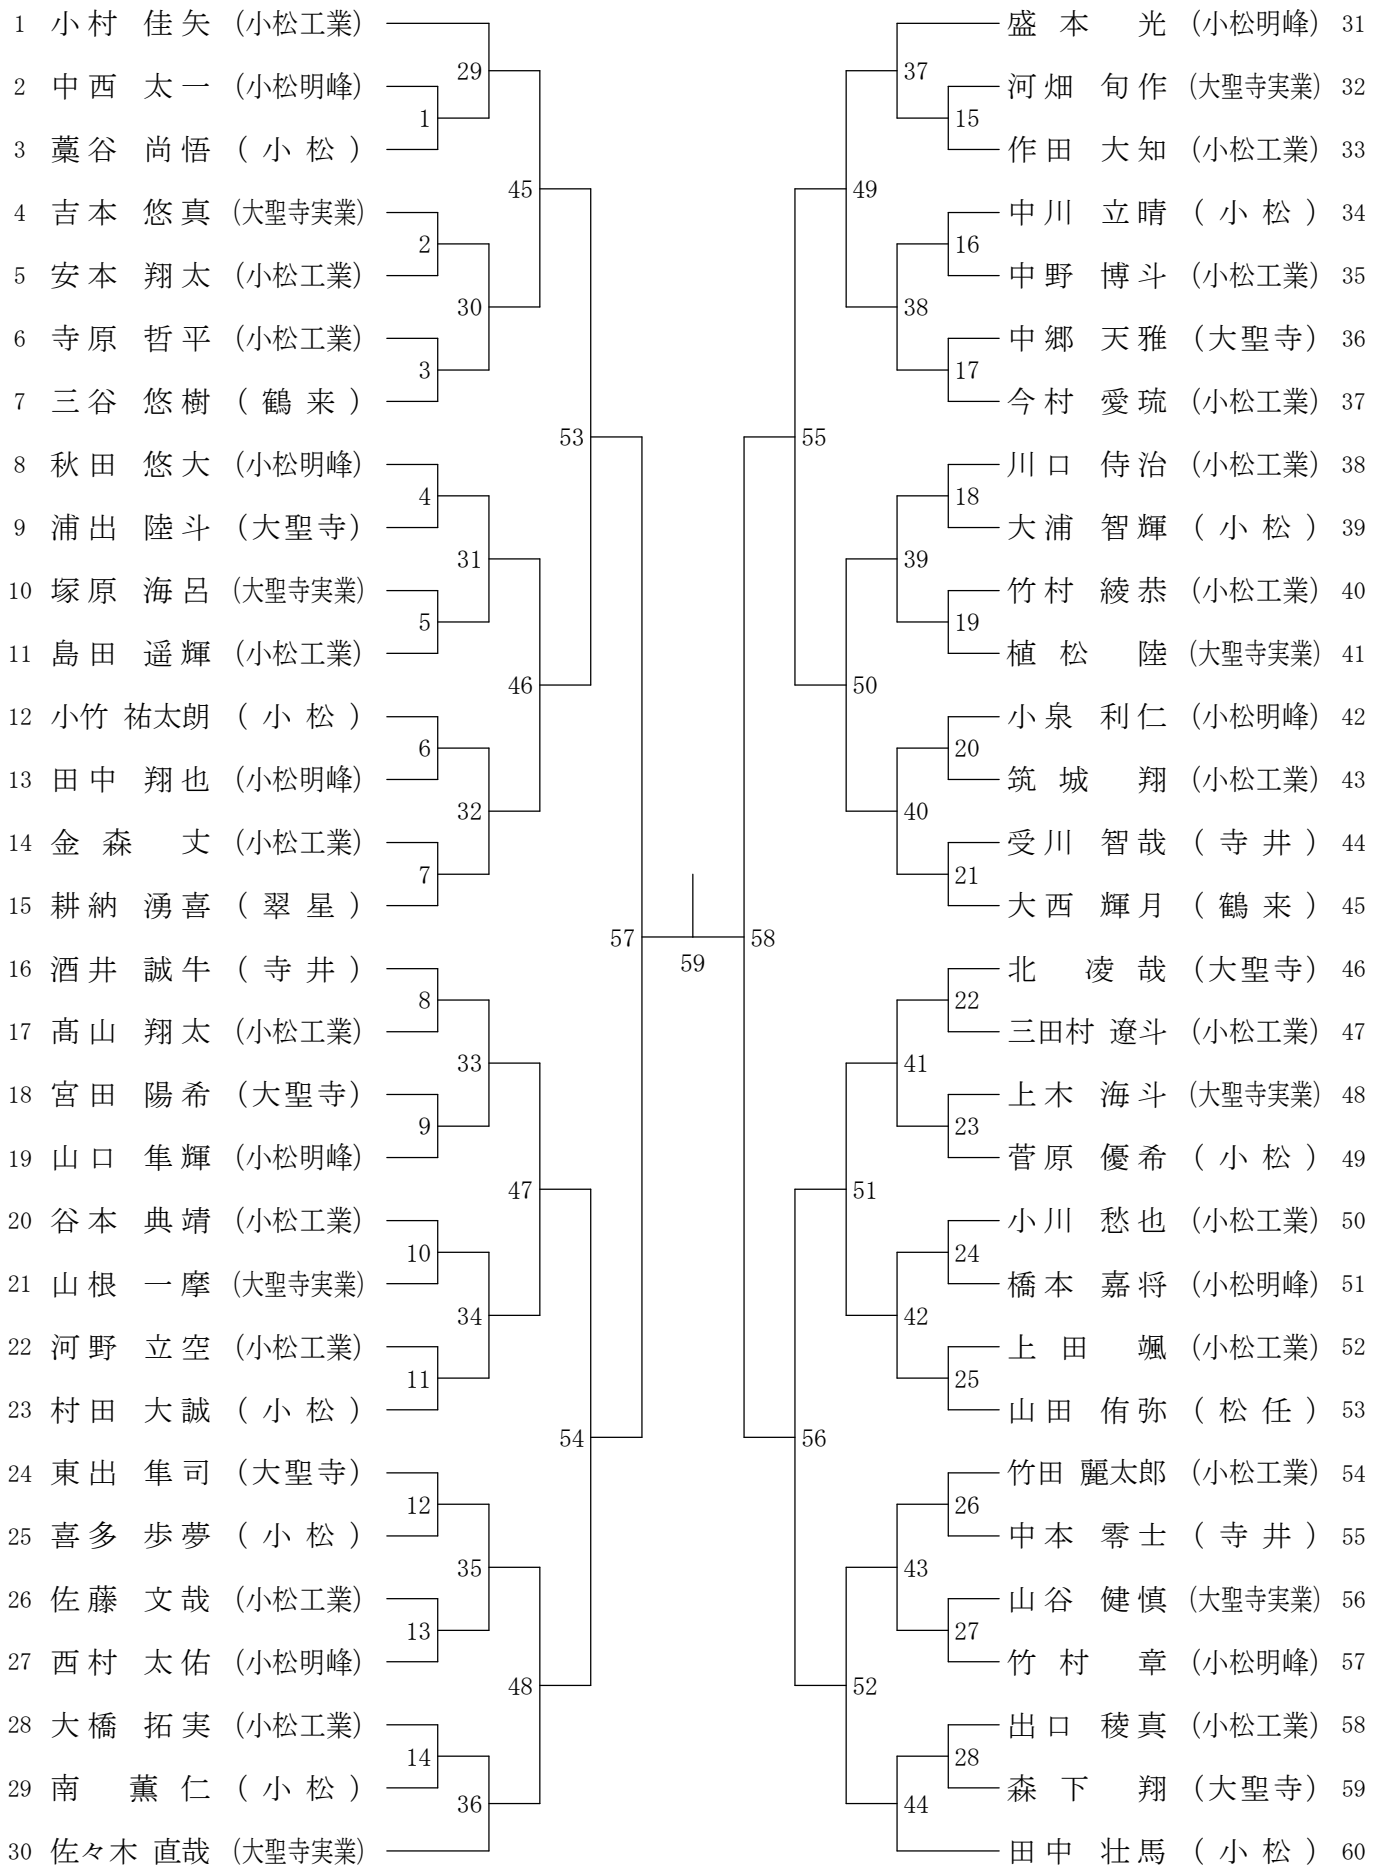 1 小村 佳矢 (小松工業)
2 中西 太一 (小松明峰)
3 藁谷 尚悟 (小松)
4 吉本 悠真 (大聖寺実業)
5 安本 翔太 (小松工業)
6 寺原 哲平 (小松工業)
7 三谷 悠樹 (鶴来)
8 秋田 悠大 (小松明峰)
9 浦出 陸斗 (大聖寺)
10 塚原 海呂 (大聖寺実業)
11 島田 遥輝 (小松工業)
12 小竹 祐太朗 (小松)
13 田中 翔也 (小松明峰)
14 金森 丈 (小松工業)
15 耕納 湧喜 (翠星)
16 酒井 誠牛 (寺井)
17 髙山 翔太 (小松工業)
18 宮田 陽希 (大聖寺)
19 山口 隼輝 (小松明峰)
20 谷本 典靖 (小松工業)
21 山根 一摩 (大聖寺実業)
22 河野 立空 (小松工業)
23 村田 大誠 (小松)
24 東出 隼司 (大聖寺)
25 喜多 歩夢 (小松)
26 佐藤 文哉 (小松工業)
27 西村 太佑 (小松明峰)
28 大橋 拓実 (小松工業)
29 南 薫仁 (小松)
30 佐々木 直哉 (大聖寺実業)
1
2
3
4
5
6
7
8
9
10
11
12
13
14
29
30
31
32
33
34
35
36
45
46
47
48
53
54
57
59
58
55
56
49
50
51
52
37
38
39
40
41
42
43
44
15
16
17
18
19
20
21
22
23
24
25
26
27
28
盛本 光 (小松明峰) 31
河畑 旬作 (大聖寺実業) 32
作田 大知 (小松工業) 33
中川 立晴 (小松) 34
中野 博斗 (小松工業) 35
中郷 天雅 (大聖寺) 36
今村 愛琉 (小松工業) 37
川口 侍治 (小松工業) 38
大浦 智輝 (小松) 39
竹村 綾恭 (小松工業) 40
植松 陸 (大聖寺実業) 41
小泉 利仁 (小松明峰) 42
筑城 翔 (小松工業) 43
受川 智哉 (寺井) 44
大西 輝月 (鶴来) 45
北 凌哉 (大聖寺) 46
三田村 遼斗 (小松工業) 47
上木 海斗 (大聖寺実業) 48
菅原 優希 (小松) 49
小川 愁也 (小松工業) 50
橋本 嘉将 (小松明峰) 51
上田 颯 (小松工業) 52
山田 侑弥 (松任) 53
竹田 麗太郎 (小松工業) 54
中本 零士 (寺井) 55
山谷 健慎 (大聖寺実業) 56
竹村 章 (小松明峰) 57
出口 稜真 (小松工業) 58
森下 翔 (大聖寺) 59
田中 壮馬 (小松) 60